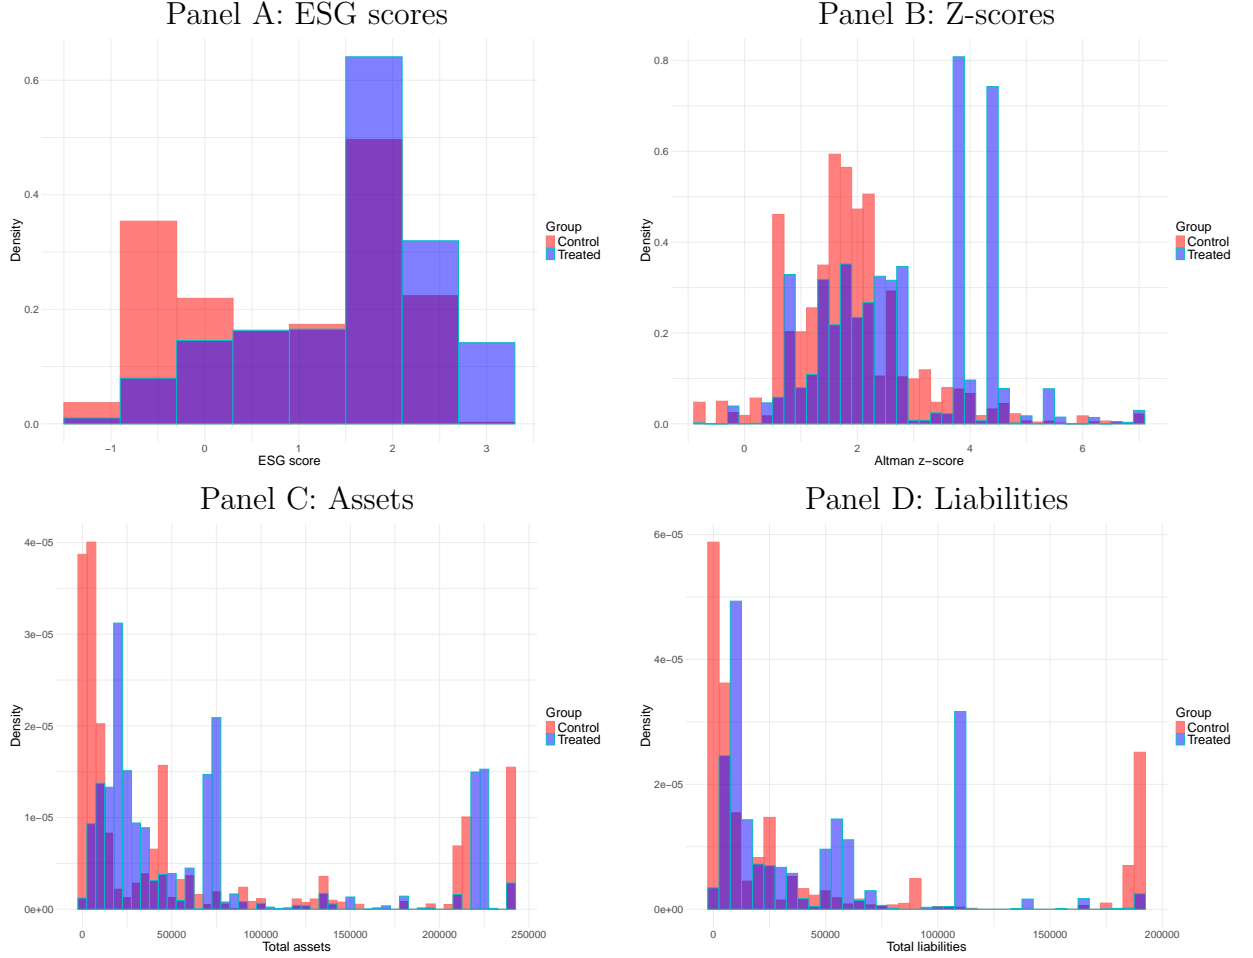 Panel A: ESG scores
0.6
0.4
0.2
0.0
Density
−1
0
1
2
3
ESG score
Group
Control
Treated
Panel B: Z-scores
0.8
0.6
0.4
0.2
0.0
Density
0
2
4
6
Altman z−score
Group
Control
Treated
Panel C: Assets
4e−05
3e−05
2e−05
1e−05
0e+00
Density
0
50000
100000
150000
200000
250000
Total assets
Group
Control
Treated
Panel D: Liabilities
6e−05
4e−05
2e−05
0e+00
Density
0
50000
100000
150000
200000
Total liabilities
Group
Control
Treated